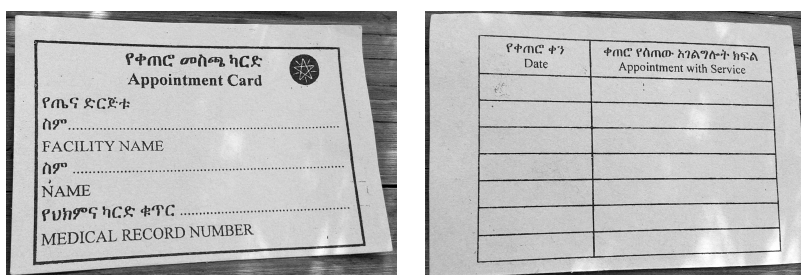 የቀጠሮ መስጫ ካርድ
Appointment Card
የጤና ድርጅቱ
ስም
FACILITY NAME
ስም
NAME
የህክምና ካርድ ቁጥር
MEDICAL RECORD NUMBER
የቀጠሮ ቀን
Date
ቀጠሮ የሰጠው አገልግሎት ክፍል
Appointment with Service